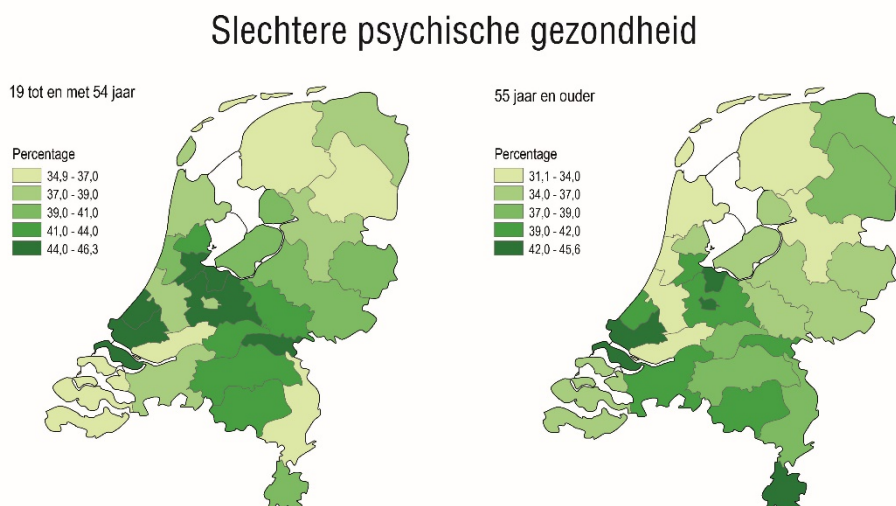 Slechtere psychische gezondheid
19 tot en met 54 jaar
Percentage
34,9 - 37,0
37,0 - 39,0
39,0 - 41,0
41,0 - 44,0
44,0 - 46,3
55 jaar en ouder
Percentage
31,1 - 34,0
34,0 - 37,0
37,0 - 39,0
39,0 - 42,0
42,0 - 45,6